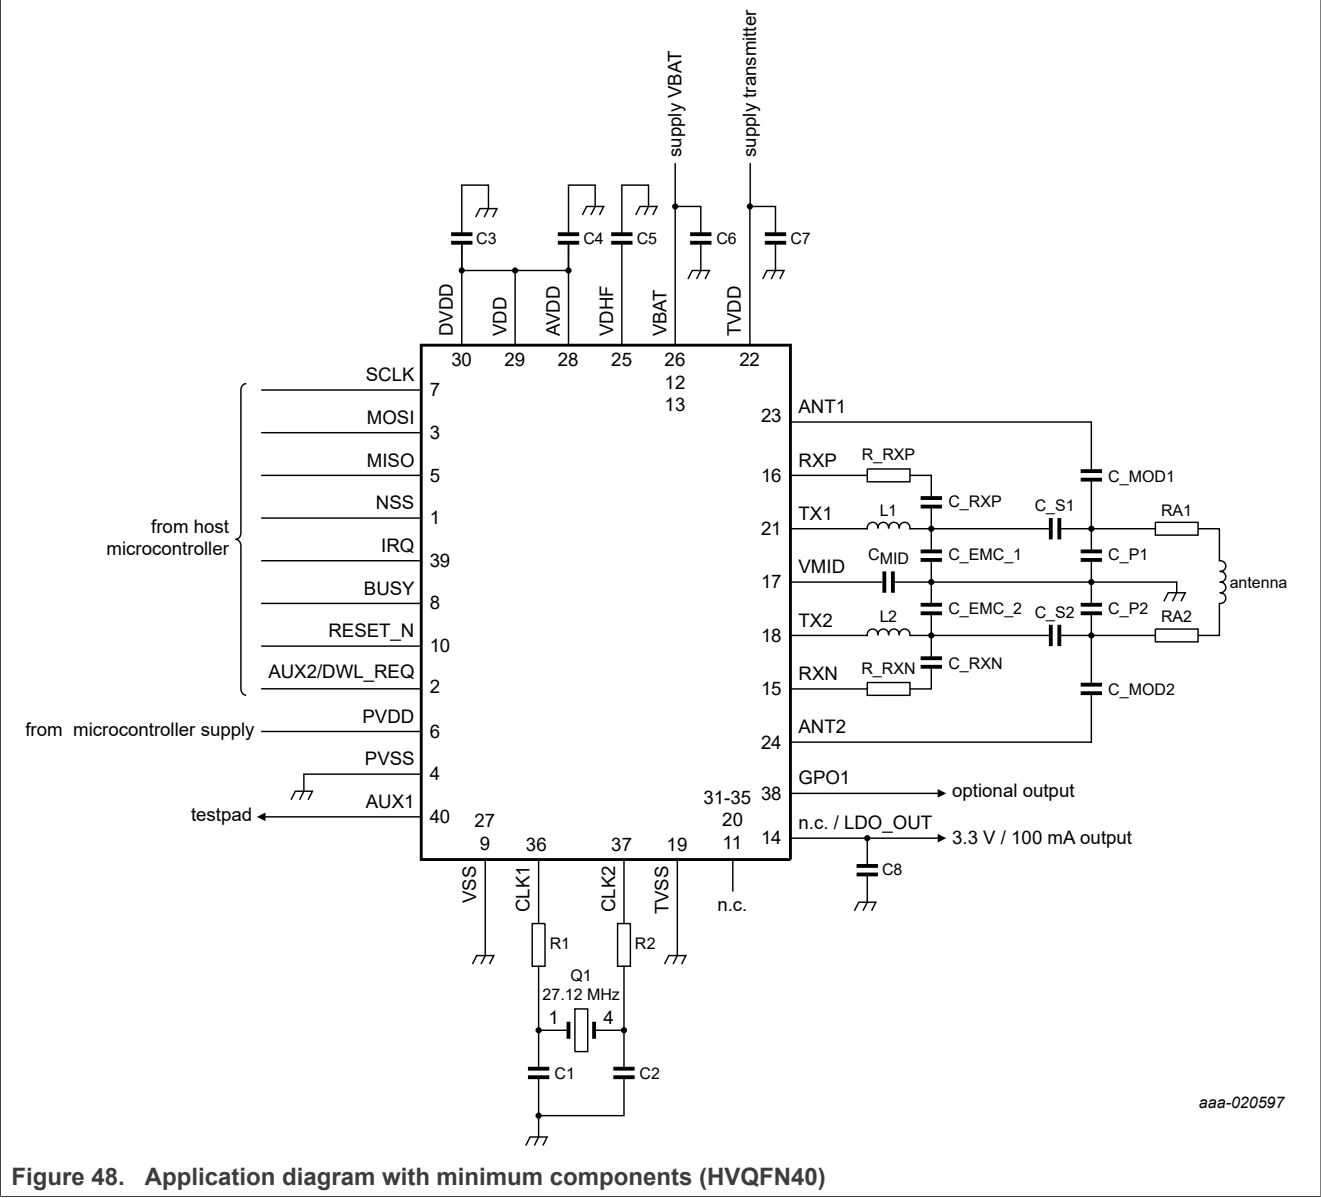 supply VBAT
supply transmitter
C3
C4
C5
C6
C7
DVDD
VDD
AVDD
VDHF
VBAT
TVDD
30
29
28
25
26
22
12
13
SCLK
7
MOSI
3
MISO
5
NSS
1
IRQ
39
BUSY
8
RESET_N
10
AUX2/DWL_REQ
2
from host
microcontroller
PVDD
6
from microcontroller supply
PVSS
4
AUX1
40
testpad
23
ANT1
16
RXP
R_RXP
C_RXP
C_MOD1
21
TX1
L1
C_S1
RA1
17
VMID
CMID
C_EMC_1
C_P1
antenna
18
TX2
L2
C_EMC_2
C_S2
C_P2
RA2
15
RXN
R_RXN
C_RXN
C_MOD2
24
ANT2
38
GPO1
optional output
14
n.c. / LDO_OUT
3.3 V / 100 mA output
C8
27
9
36
37
19
31-35
20
11
VSS
CLK1
CLK2
TVSS
n.c.
R1
R2
Q1
27.12 MHz
1
4
C1
C2
aaa-020597
Figure 48. Application diagram with minimum components (HVQFN40)